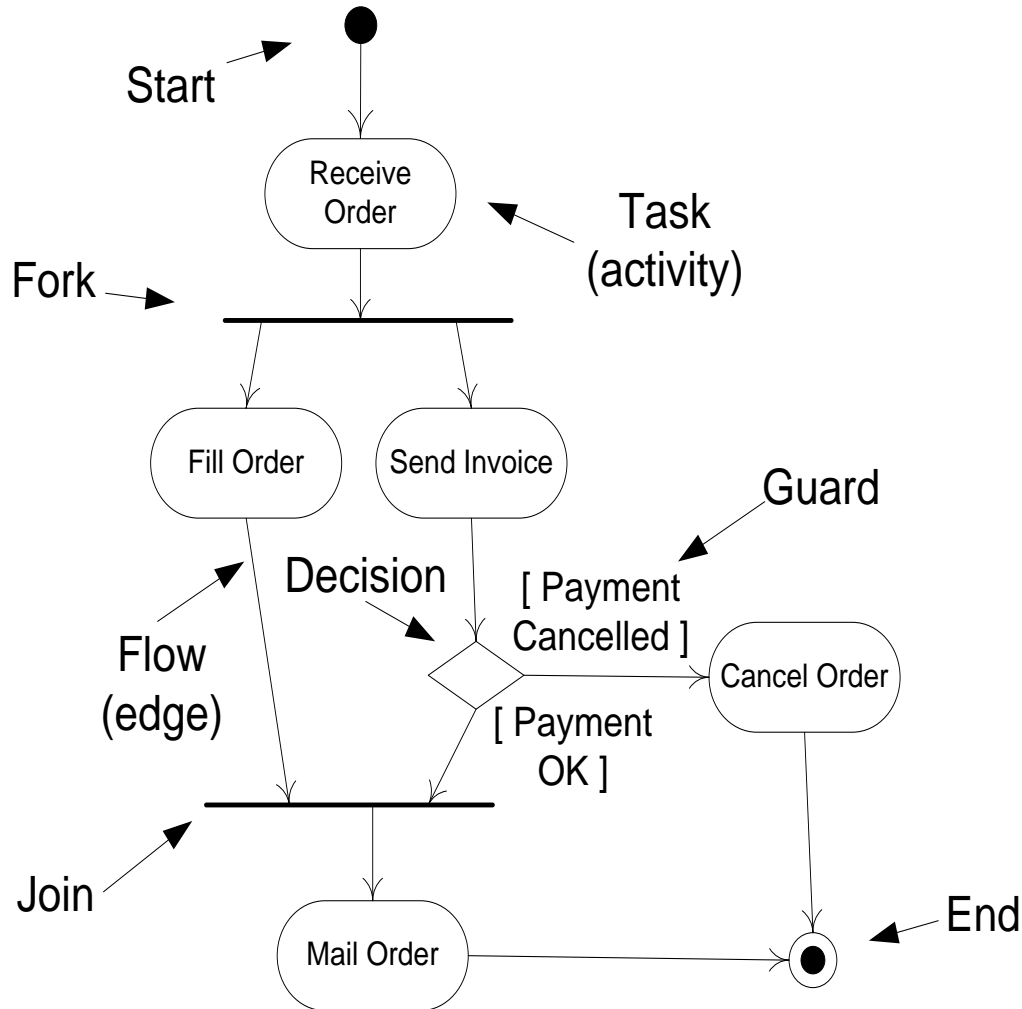 Start
Receive
Order
Task
(activity)
Fork
Fill Order
Send Invoice
Guard
Decision
[ Payment
Cancelled ]
Flow
(edge)
Cancel Order
[ Payment
OK ]
Join
End
Mail Order